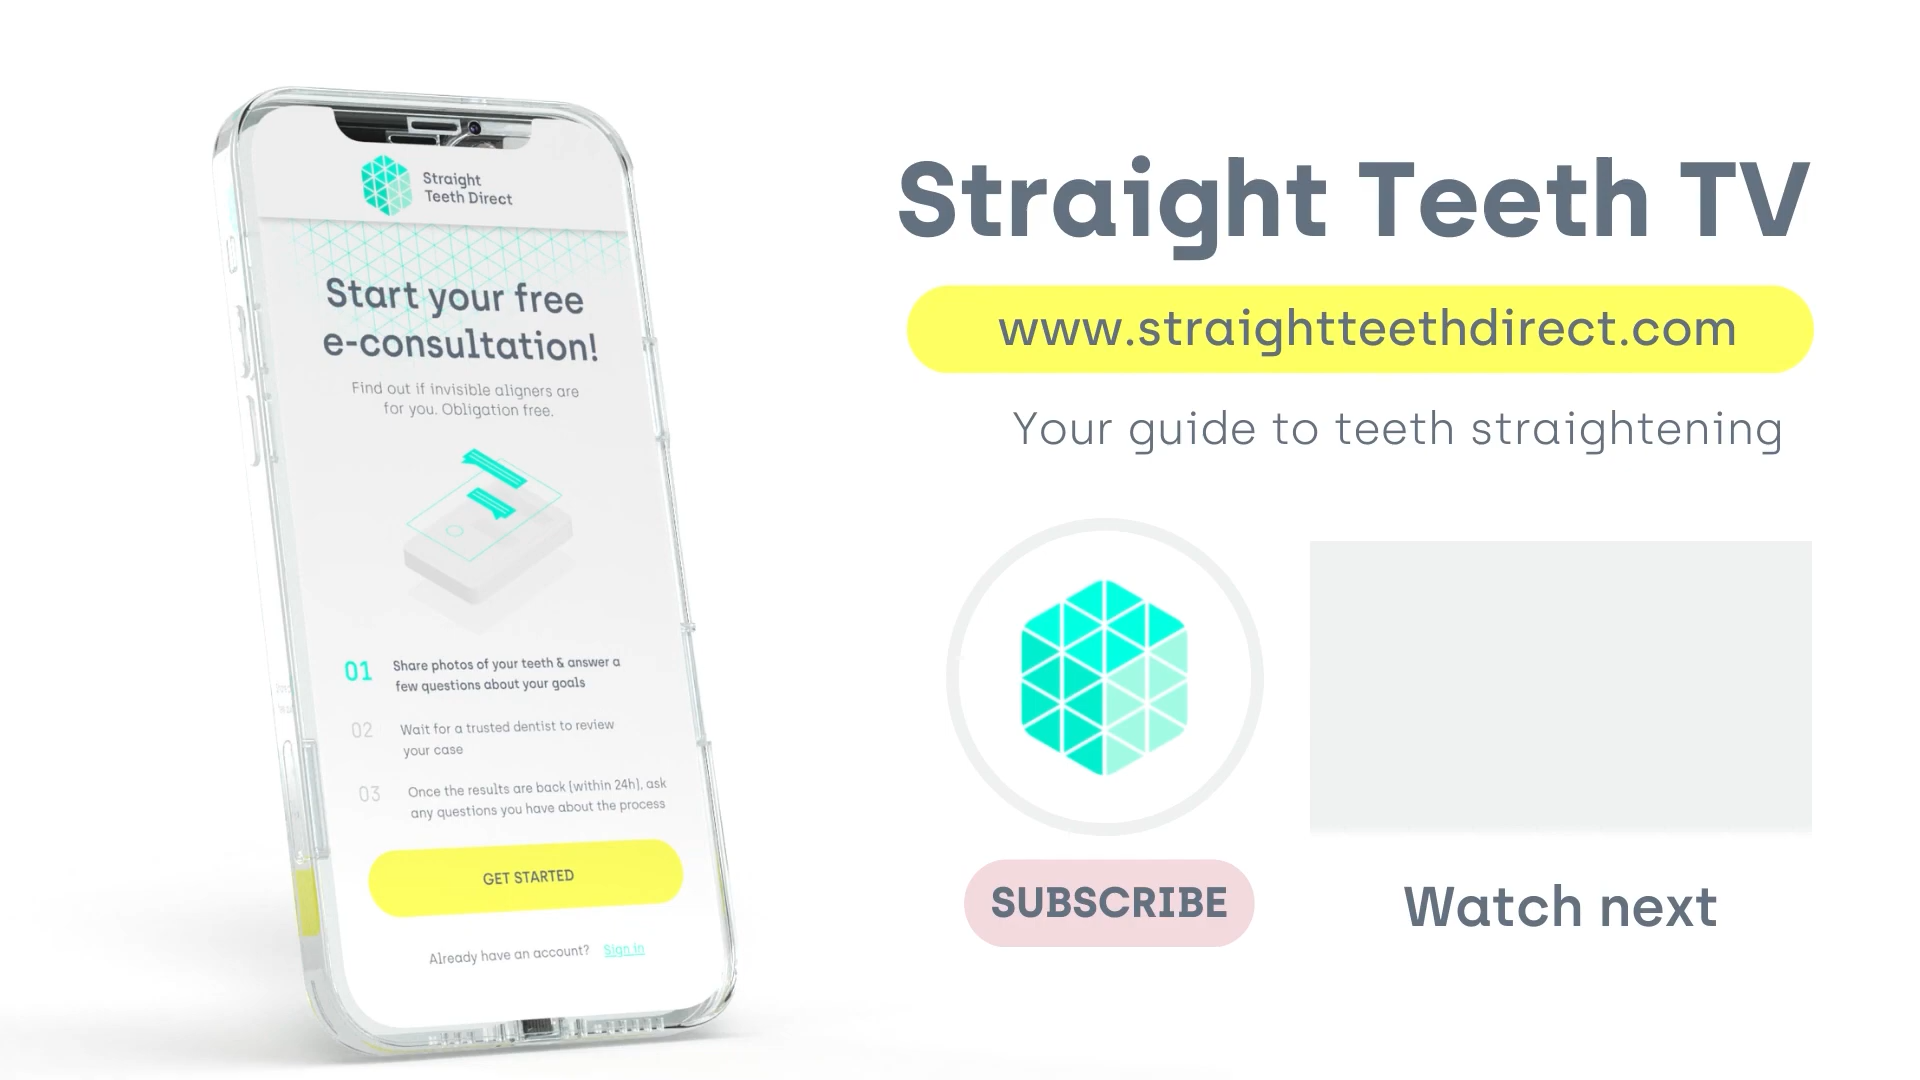 Straight
Teeth Direct
Start your free
e-consultation!
Find out if invisible aligners are
for you. Obligation free.
01 Share photos of your teeth & answer a
few questions about your goals
02 Wait for a trusted dentist to review
your case
03 Once the results are back (within 24h), ask
any questions you have about the process
GET STARTED
Already have an account? Sign in
Straight Teeth TV
www.straightteethdirect.com
Your guide to teeth straightening
SUBSCRIBE
Watch next